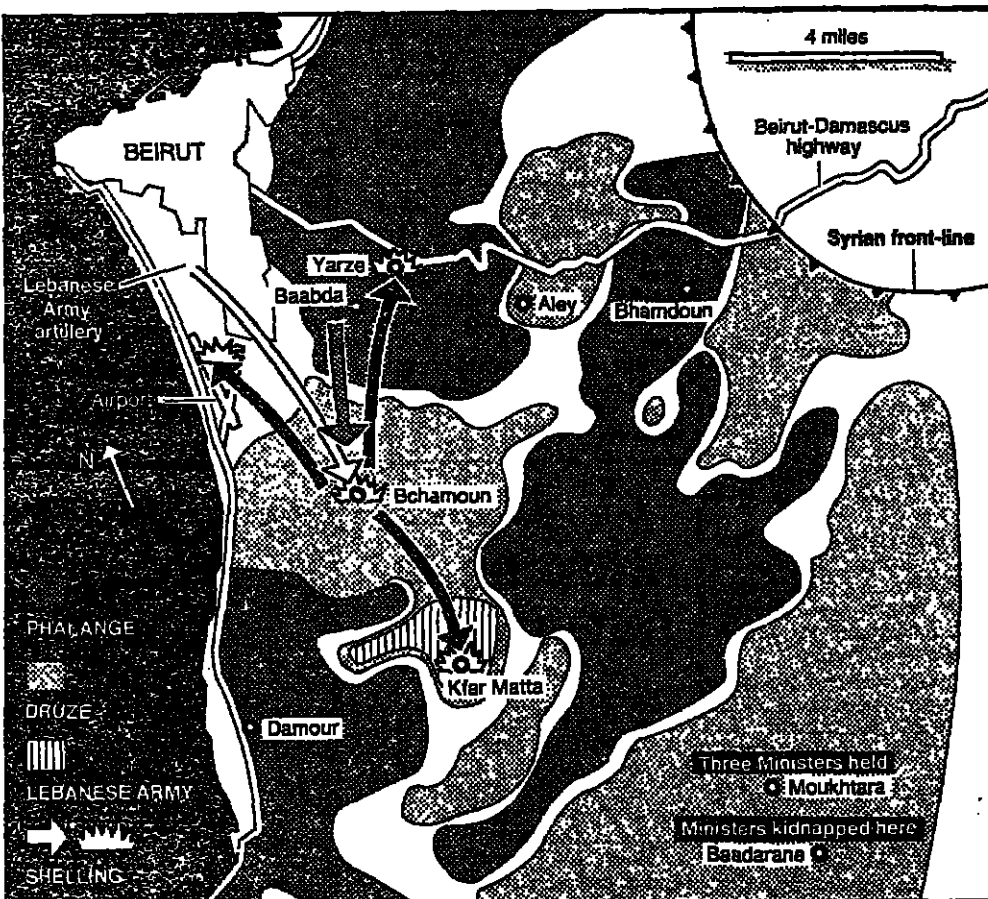 4 miles
BEIRUT
Beirut-Damascus
highway
Syrian front-line
Yarze
Baabda
Lebanese
Army
artillery
Aley
Bhamdoun
Airport
N
Bchamoun
PHALANGE
DRUZE
LEBANESE ARMY
SHELLING
Kfar Matta
Damour
Three Ministers held
Moukhtara
Ministers kidnapped here
Baadarane